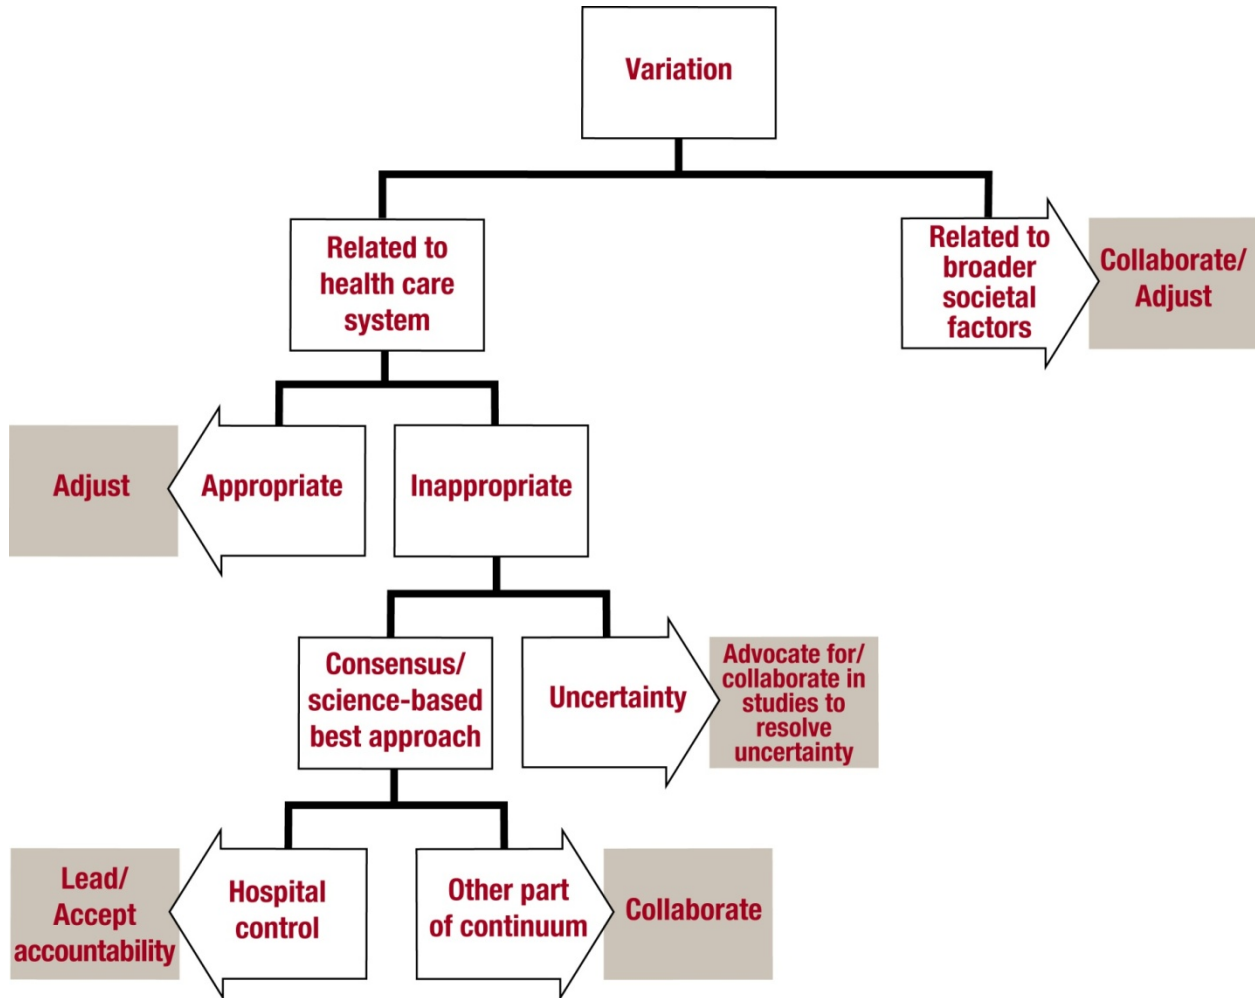 Variation
Related to
health care
system
Related to
broader
societal
factors
Collaborate/
Adjust
Adjust
Appropriate
Inappropriate
Consensus/
science-based
best approach
Uncertainty
Advocate for/
collaborate in
studies to
resolve
uncertainty
Lead/
Accept
accountability
Hospital
control
Other part
of continuum
Collaborate